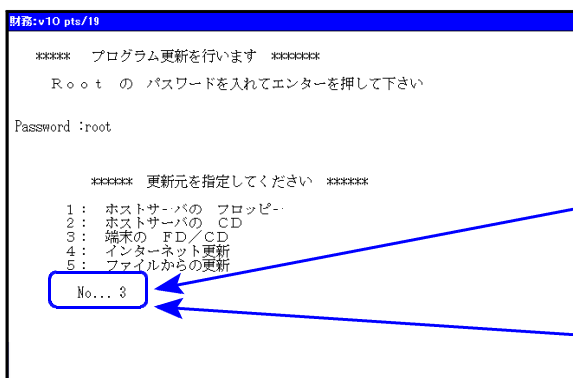 財務:v10 pts/19
***** プログラム更新を行います *******
Root の パスワードを入れてエンターを押して下さい
Password :root
****** 更新元を指定してください ******
1: ホストサーバの フロッピー
2: ホストサーバの CD
3: 端末の FD/CD
4: インターネット更新
5: ファイルからの更新
No... 3